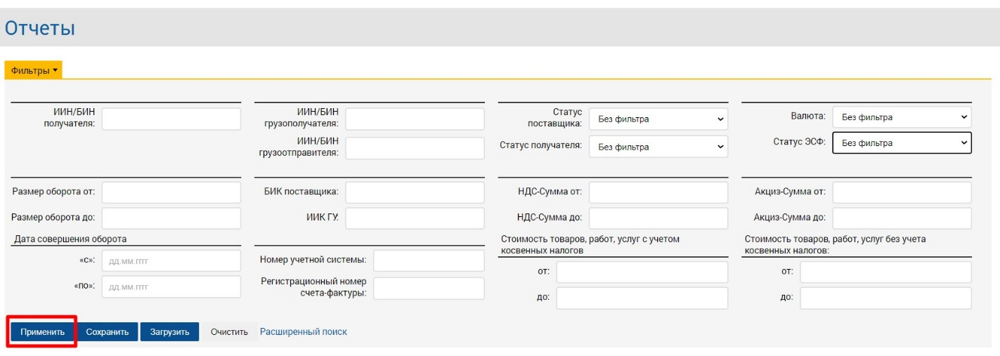 Отчеты
Фильтры
ИИН/БИН
получателя:
ИИН/БИН
грузополучателя:
ИИН/БИН
грузоотправителя:
Статус
поставщика:
Без фильтра
Статус получателя:
Без фильтра
Валюта:
Без фильтра
Статус ЭСФ:
Без фильтра
Размер оборота от:
Размер оборота до:
БИК поставщика:
ИИК ГУ:
НДС-Сумма от:
НДС-Сумма до:
Акциз-Сумма от:
Акциз-Сумма до:
Дата совершения оборота
«с»:
дд.мм.гггг
«по»:
дд.мм.гггг
Номер учетной системы:
Регистрационный номер
счета-фактуры:
Стоимость товаров, работ, услуг с учетом
косвенных налогов
от:
до:
Стоимость товаров, работ, услуг без учета
косвенных налогов:
от:
до:
Применить
Сохранить
Загрузить
Очистить
Расширенный поиск